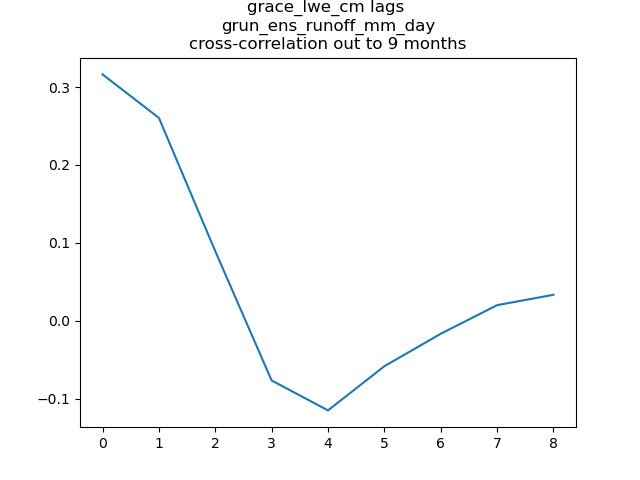 grace_lwe_cm lags
grun_ens_runoff_mm_day
cross-correlation out to 9 months
0.3
0.2
0.1
0.0
−0.1
0 1 2 3 4 5 6 7 8